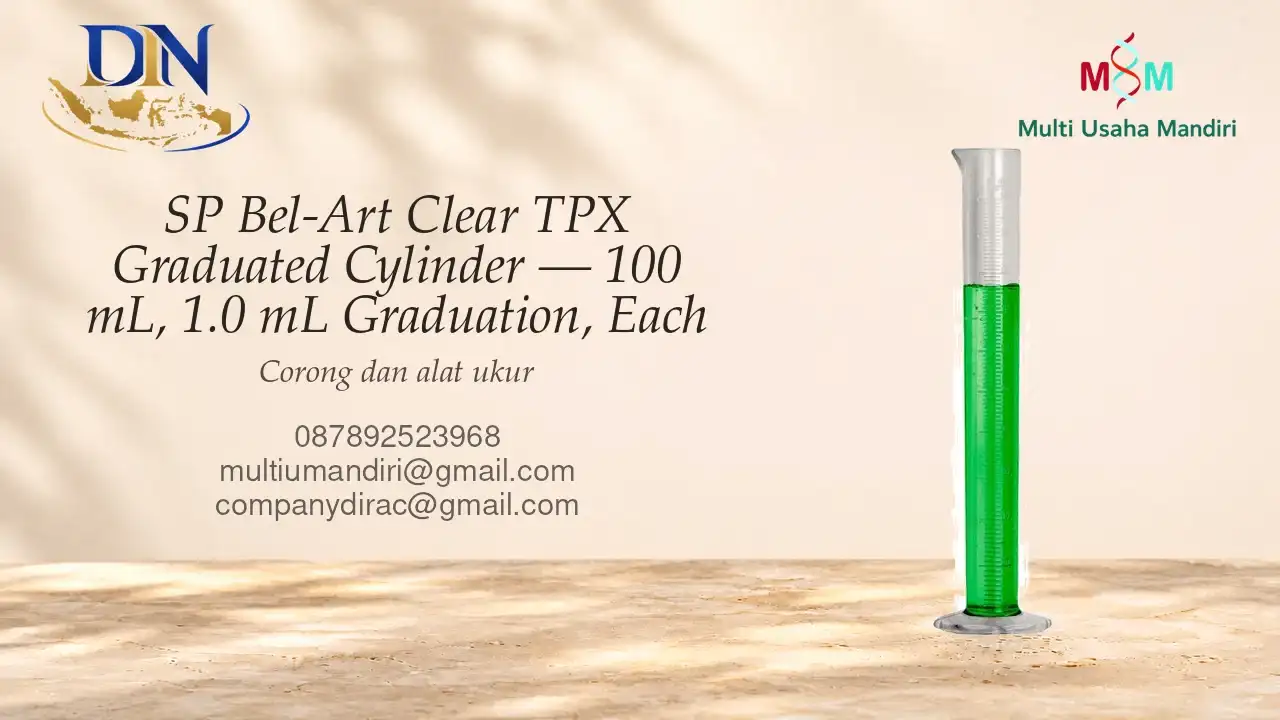 DN
M M
Multi Usaha Mandiri
SP Bel-Art Clear TPX
Graduated Cylinder — 100
mL, 1.0 mL Graduation, Each
Corong dan alat ukur
087892523968
multiumandiri@gmail.com
companydirac@gmail.com